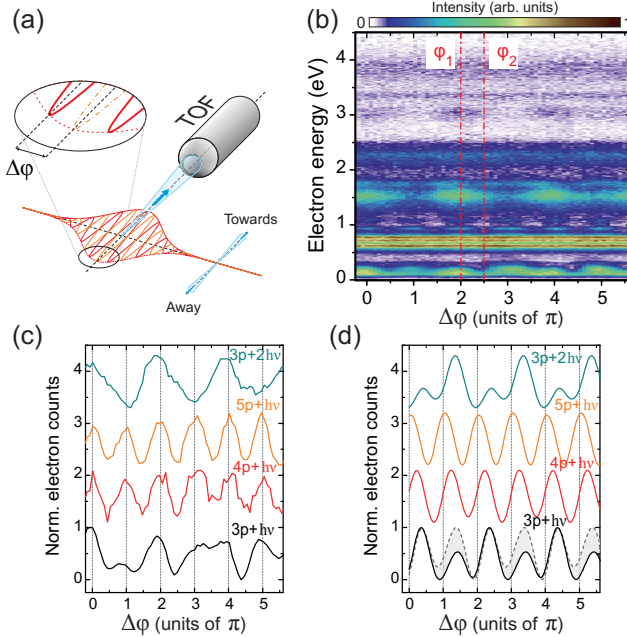 (a)
TOF
Δφ
Towards
Away
(b)
Intensity (arb. units)
0
1
φ1
φ2
Electron energy (eV)
4
3
2
1
0
0 1 2 3 4 5
Δφ (units of π)
(c)
Norm. electron counts
4
3
2
1
0
3p+2hν
5p+hν
4p+hν
3p+hν
0 1 2 3 4 5
Δφ (units of π)
(d)
Norm. electron counts
4
3
2
1
0
3p+2hν
5p+hν
4p+hν
3p+hν
0 1 2 3 4 5
Δφ (units of π)